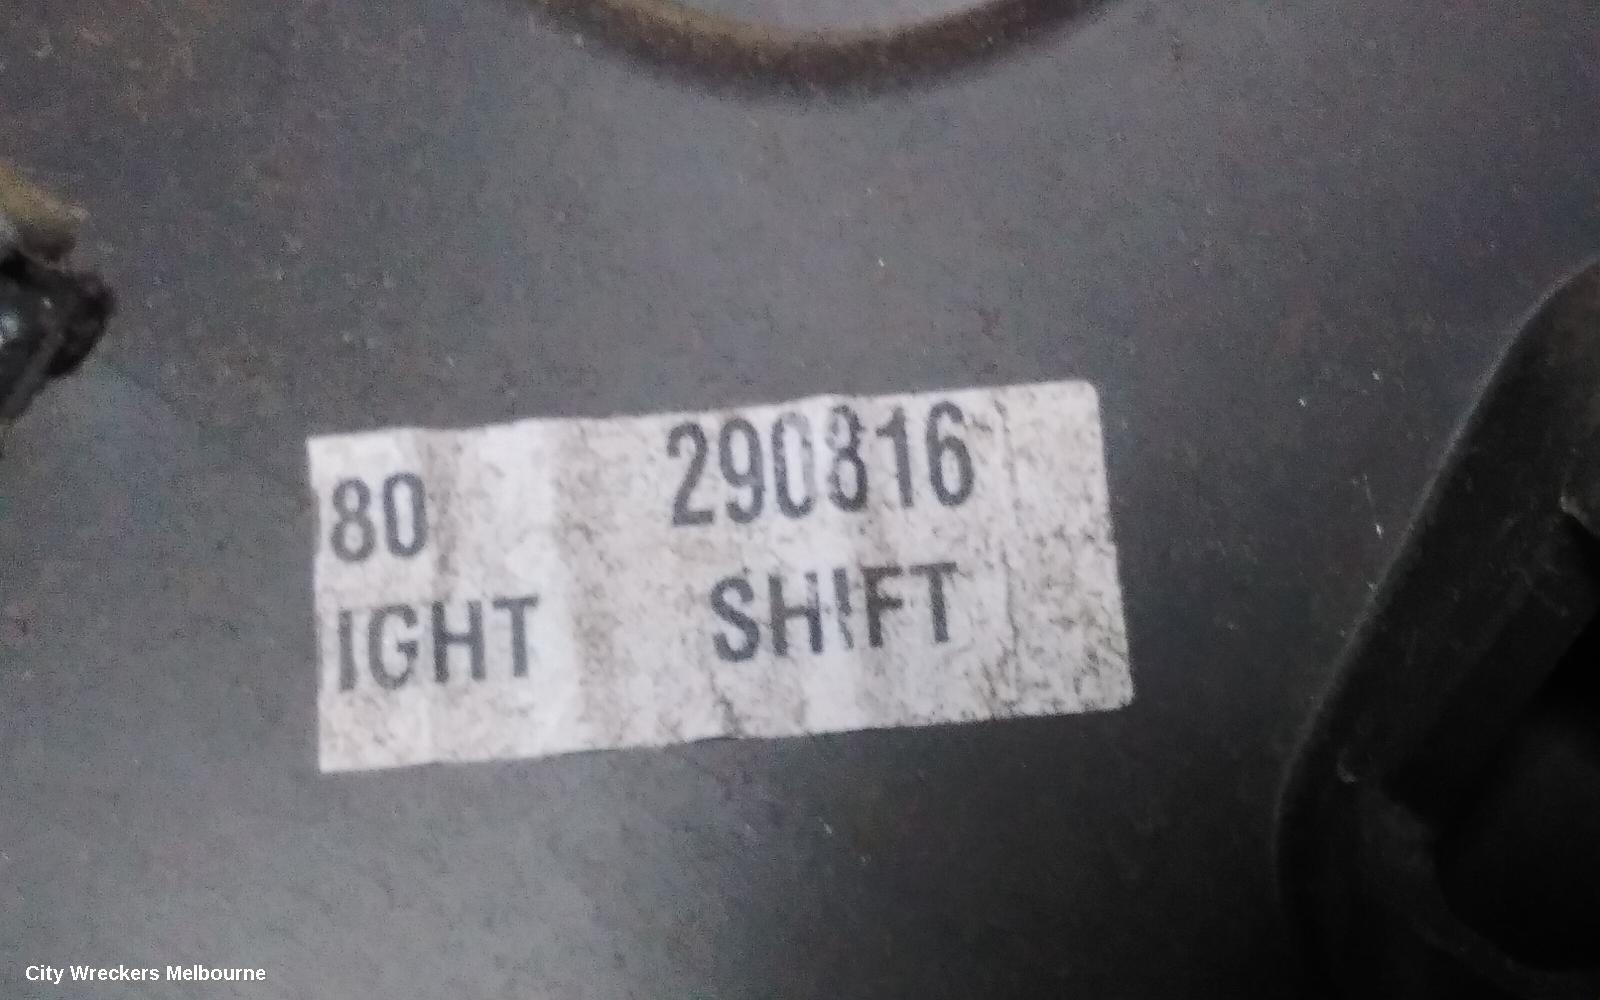 80 290816
IGHT SHIFT
City Wreckers Melbourne